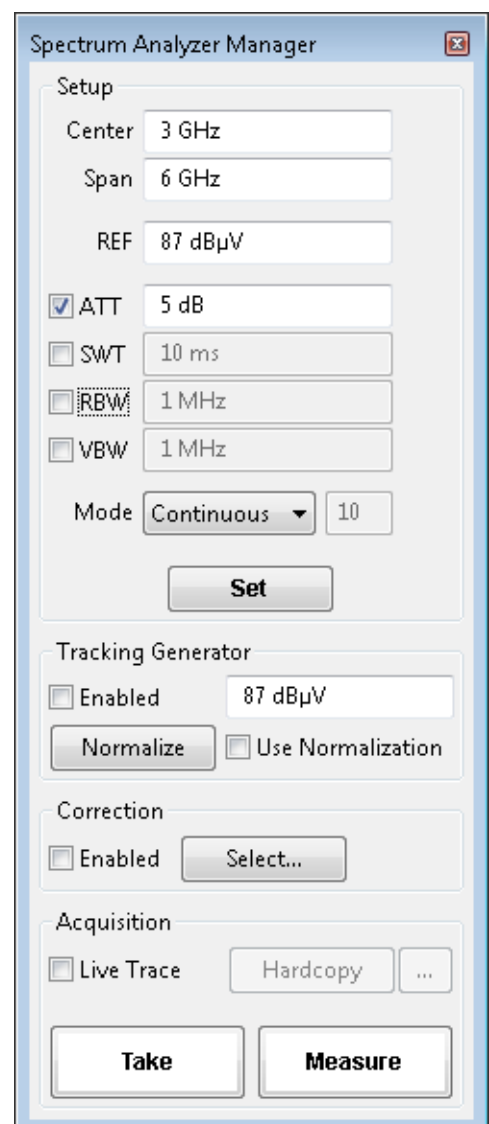 Spectrum Analyzer Manager
Setup
Center 3 GHz
Span 6 GHz
REF 87 dBµV
ATT 5 dB
SWT 10 ms
RBW 1 MHz
VBW 1 MHz
Mode Continuous 10
Set
Tracking Generator
Enabled 87 dBµV
Normalize Use Normalization
Correction
Enabled Select...
Acquisition
Live Trace Hardcopy ...
Take Measure